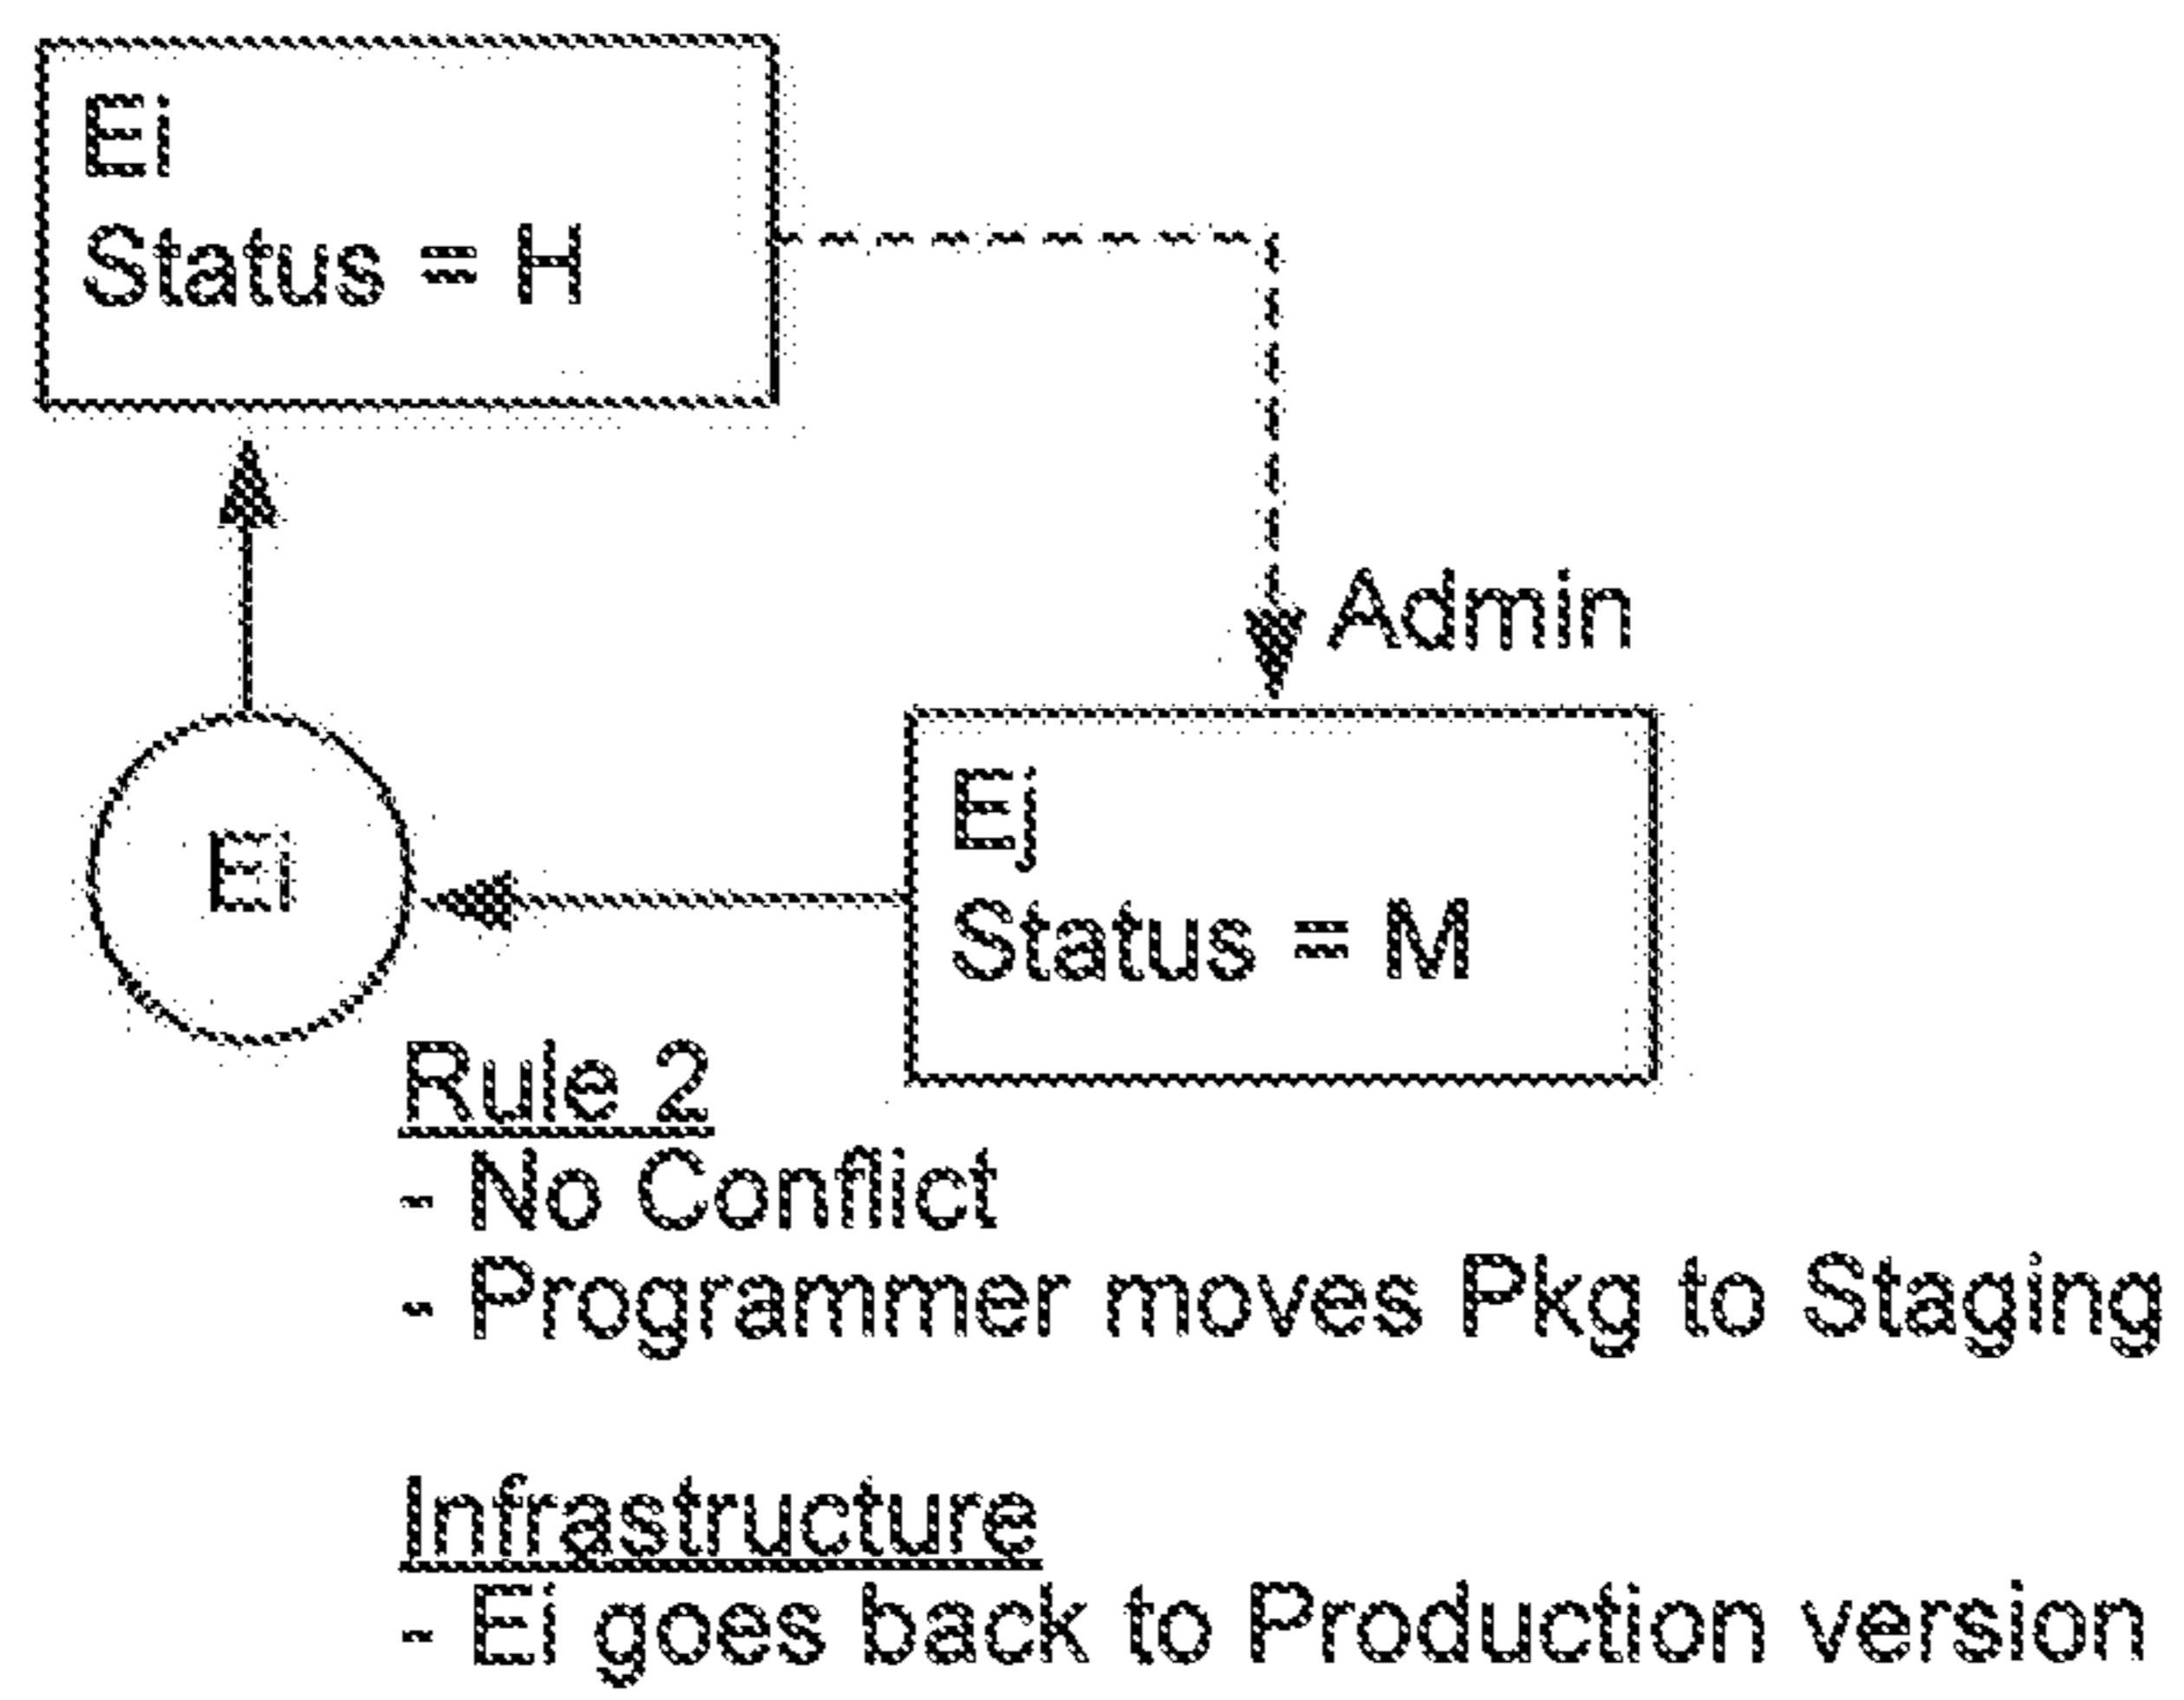 Ei
Status = H
Admin
Ej
Status = M
Ei
Rule 2
- No Conflict
- Programmer moves Pkg to Staging
Infrastructure
- Ei goes back to Production version